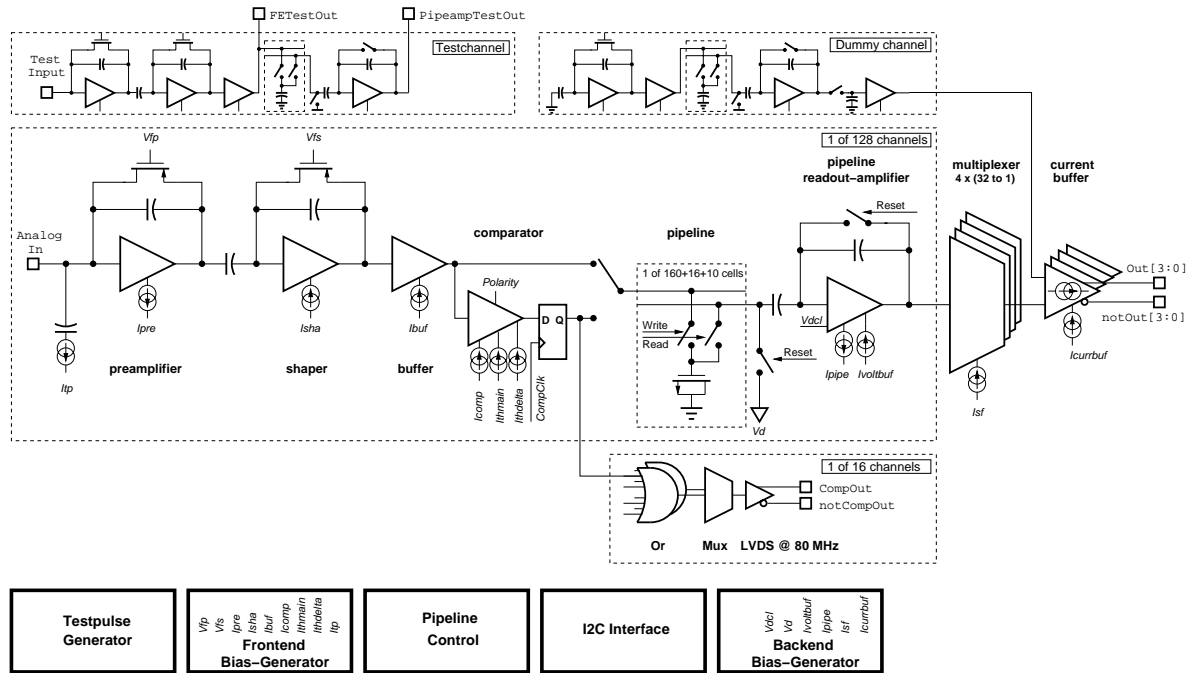 FETestOut
PipeampTestOut
Testchannel
Dummy channel
Test
Input
1 of 128 channels
Vfp
Vfs
pipeline
readout−amplifier
multiplexer
4 x (32 to 1)
current
buffer
Reset
Analog
In
comparator
pipeline
1 of 160+16+10 cells
Out[3:0]
notOut[3:0]
Polarity
D Q
Write
Read
Vdcl
Reset
Ipre
Isha
Ibuf
Ipipe
Ivoltbuf
Icurrbuf
Itp
preamplifier
shaper
buffer
Icomp
Ithmain
Ithdelta
CompClk
Vd
Isf
1 of 16 channels
CompOut
notCompOut
Or
Mux
LVDS @ 80 MHz
Testpulse
Generator
Vfp
Vfs
Ipre
Isha
Ibuf
Icomp
Ithmain
Ithdelta
Itp
Frontend
Bias−Generator
Pipeline
Control
I2C Interface
Vdcl
Vd
Ivoltbuf
Ipipe
Isf
Icurrbuf
Backend
Bias−Generator